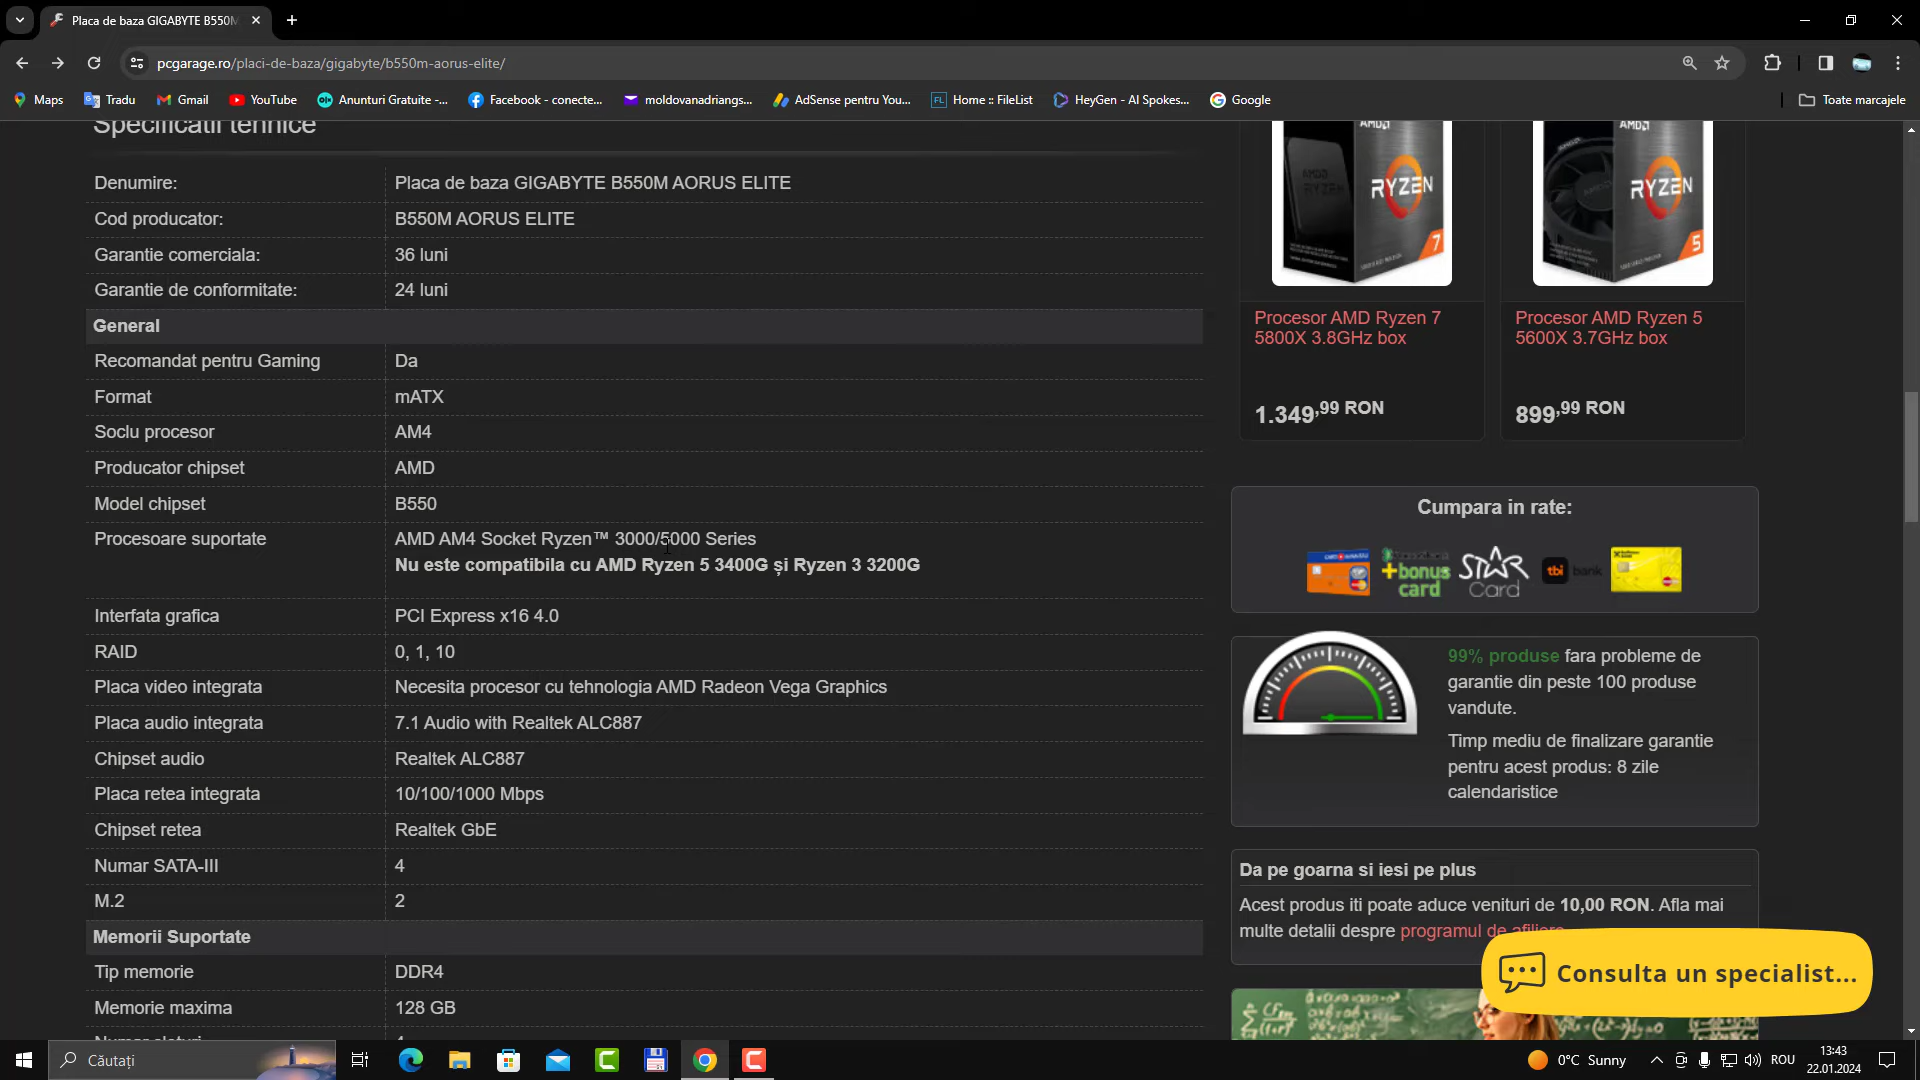 Placa de baza GIGABYTE B550M
pcgarage.ro/placi-de-baza/gigabyte/b550m-aorus-elite/
Maps
Tradu
Gmail
YouTube
Anunturi Gratuite -...
Facebook - conecte...
moldovanadriangs...
AdSense pentru You...
FL Home :: FileList
HeyGen - AI Spokes...
Google
Toate marcajele
Specificatii tehnice
Denumire: Placa de baza GIGABYTE B550M AORUS ELITE
Cod producator: B550M AORUS ELITE
Garantie comerciala: 36 luni
Garantie de conformitate: 24 luni
General
Recomandat pentru Gaming Da
Format mATX
Soclu procesor AM4
Producator chipset AMD
Model chipset B550
Procesoare suportate AMD AM4 Socket Ryzen™ 3000/5000 Series
Nu este compatibila cu AMD Ryzen 5 3400G și Ryzen 3 3200G
Interfata grafica PCI Express x16 4.0
RAID 0, 1, 10
Placa video integrata Necesita procesor cu tehnologia AMD Radeon Vega Graphics
Placa audio integrata 7.1 Audio with Realtek ALC887
Chipset audio Realtek ALC887
Placa retea integrata 10/100/1000 Mbps
Chipset retea Realtek GbE
Numar SATA-III 4
M.2 2
Memorii Suportate
Tip memorie DDR4
Memorie maxima 128 GB
AMD
RYZEN
7
AMD
RYZEN
5
Procesor AMD Ryzen 7
5800X 3.8GHz box
1.349,99 RON
Procesor AMD Ryzen 5
5600X 3.7GHz box
899,99 RON
Cumpara in rate:
+bonus
card
STAR
Card
tbi bank
99% produse fara probleme de
garantie din peste 100 produse
vandute.
Timp mediu de finalizare garantie
pentru acest produs: 8 zile
calendaristice
Da pe goarna si iesi pe plus
Acest produs iti poate aduce venituri de 10,00 RON. Afla mai
multe detalii despre programul de afiliere
Consulta un specialist...
Căutați
0°C Sunny
ROU
13:43
22.01.2024